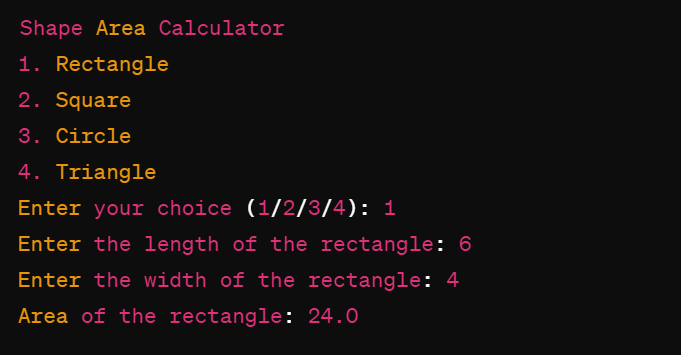 Shape Area Calculator
1. Rectangle
2. Square
3. Circle
4. Triangle
Enter your choice (1/2/3/4): 1
Enter the length of the rectangle: 6
Enter the width of the rectangle: 4
Area of the rectangle: 24.0